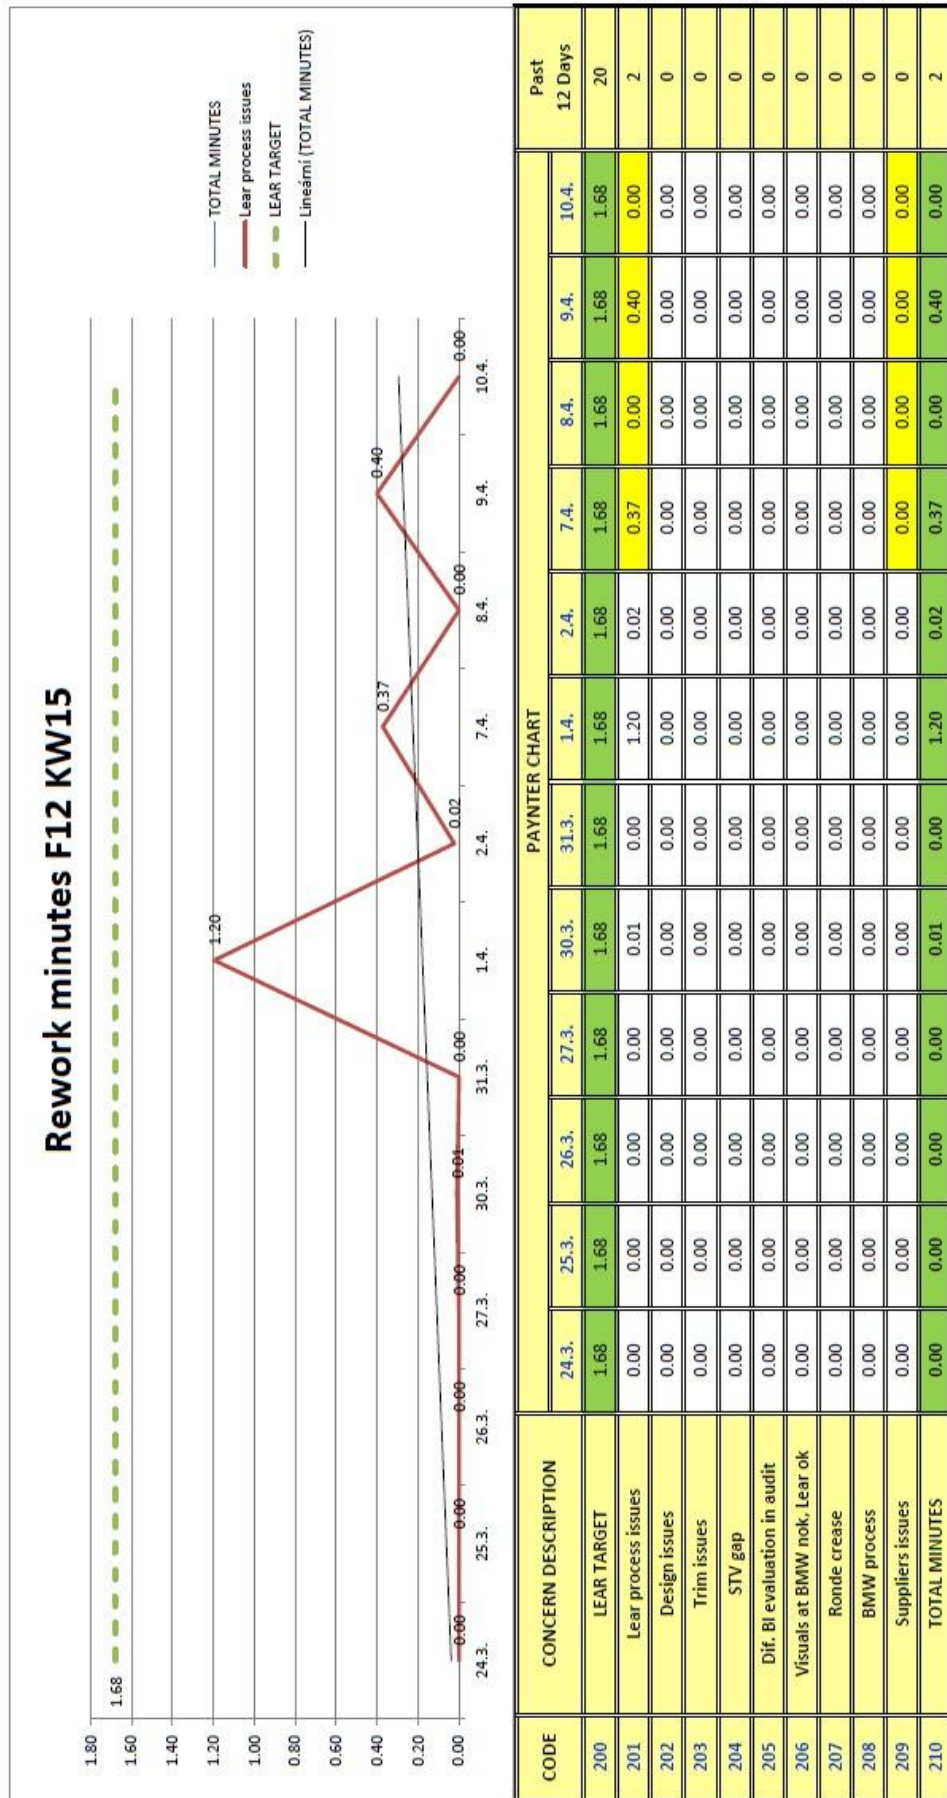 Rework minutes F12 KW15
1.80
1.60
1.40
1.20
1.00
0.80
0.60
0.40
0.20
0.00
1.68
0.00 0.00 0.00 0.00 0.01 0.00 1.20 0.02 0.37 0.00 0.40 0.00
24.3. 25.3. 26.3. 27.3. 30.3. 31.3. 1.4. 2.4. 7.4. 8.4. 9.4. 10.4.
TOTAL MINUTES
Lear process issues
LEAR TARGET
Lineární (TOTAL MINUTES)
CODE CONCERN DESCRIPTION PAYNTER CHART Past
24.3. 25.3. 26.3. 27.3. 30.3. 31.3. 1.4. 2.4. 7.4. 8.4. 9.4. 10.4. 12 Days
200 LEAR TARGET 1.68 1.68 1.68 1.68 1.68 1.68 1.68 1.68 1.68 1.68 1.68 1.68 20
201 Lear process issues 0.00 0.00 0.00 0.00 0.01 0.00 1.20 0.02 0.37 0.00 0.40 0.00 2
202 Design issues 0.00 0.00 0.00 0.00 0.00 0.00 0.00 0.00 0.00 0.00 0.00 0.00 0
203 Trim issues 0.00 0.00 0.00 0.00 0.00 0.00 0.00 0.00 0.00 0.00 0.00 0.00 0
204 STV gap 0.00 0.00 0.00 0.00 0.00 0.00 0.00 0.00 0.00 0.00 0.00 0.00 0
205 Dif. BI evaluation in audit 0.00 0.00 0.00 0.00 0.00 0.00 0.00 0.00 0.00 0.00 0.00 0.00 0
206 Visuals at BMW nok, Lear ok 0.00 0.00 0.00 0.00 0.00 0.00 0.00 0.00 0.00 0.00 0.00 0.00 0
207 Ronde crease 0.00 0.00 0.00 0.00 0.00 0.00 0.00 0.00 0.00 0.00 0.00 0.00 0
208 BMW process 0.00 0.00 0.00 0.00 0.00 0.00 0.00 0.00 0.00 0.00 0.00 0.00 0
209 Suppliers issues 0.00 0.00 0.00 0.00 0.00 0.00 0.00 0.00 0.00 0.00 0.00 0.00 0
210 TOTAL MINUTES 0.00 0.00 0.00 0.00 0.01 0.00 1.20 0.02 0.37 0.00 0.40 0.00 2